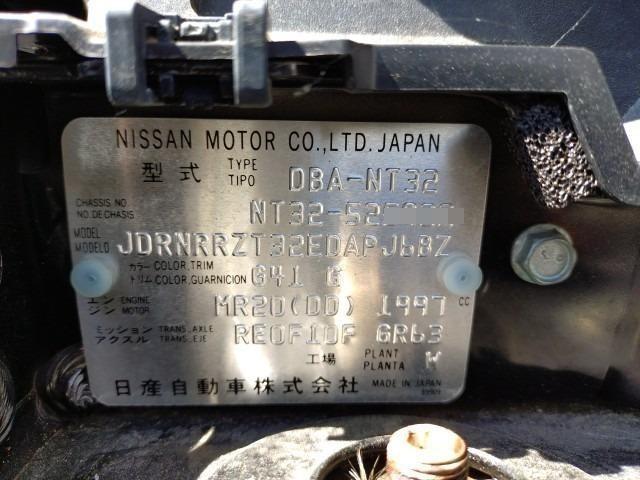 NISSAN MOTOR CO.,LTD. JAPAN
型式 TYPE TIPO DBA-NT32
CHASSIS NO. NO. DE CHASIS NT32-52
MODEL MODELO JDRNRRZT32EDAPJ6BZ
カラー トリム COLOR, TRIM COLOR, GUARNICION G41 G
エンジン ENGINE MOTOR MR20(DD) 1997 CC
ミッション アクスル TRANS. AXLE TRANS. EJE RE0F10F GR63
工場 PLANT PLANTA W
日産自動車株式会社 MADE IN JAPAN